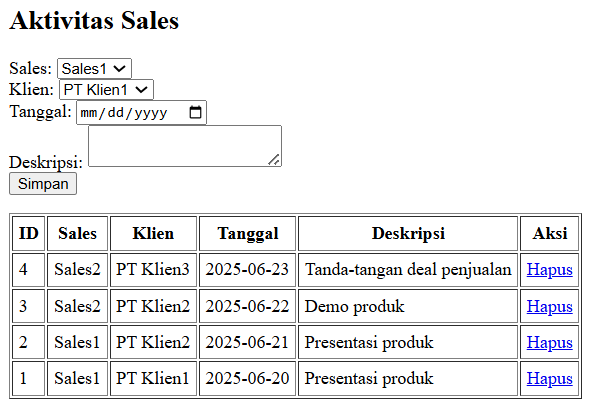 Aktivitas Sales
Sales: Sales1
Klien: PT Klien1
Tanggal: mm/dd/yyyy
Deskripsi:
Simpan
ID Sales Klien Tanggal Deskripsi Aksi
4 Sales2 PT Klien3 2025-06-23 Tanda-tangan deal penjualan Hapus
3 Sales2 PT Klien2 2025-06-22 Demo produk Hapus
2 Sales1 PT Klien2 2025-06-21 Presentasi produk Hapus
1 Sales1 PT Klien1 2025-06-20 Presentasi produk Hapus